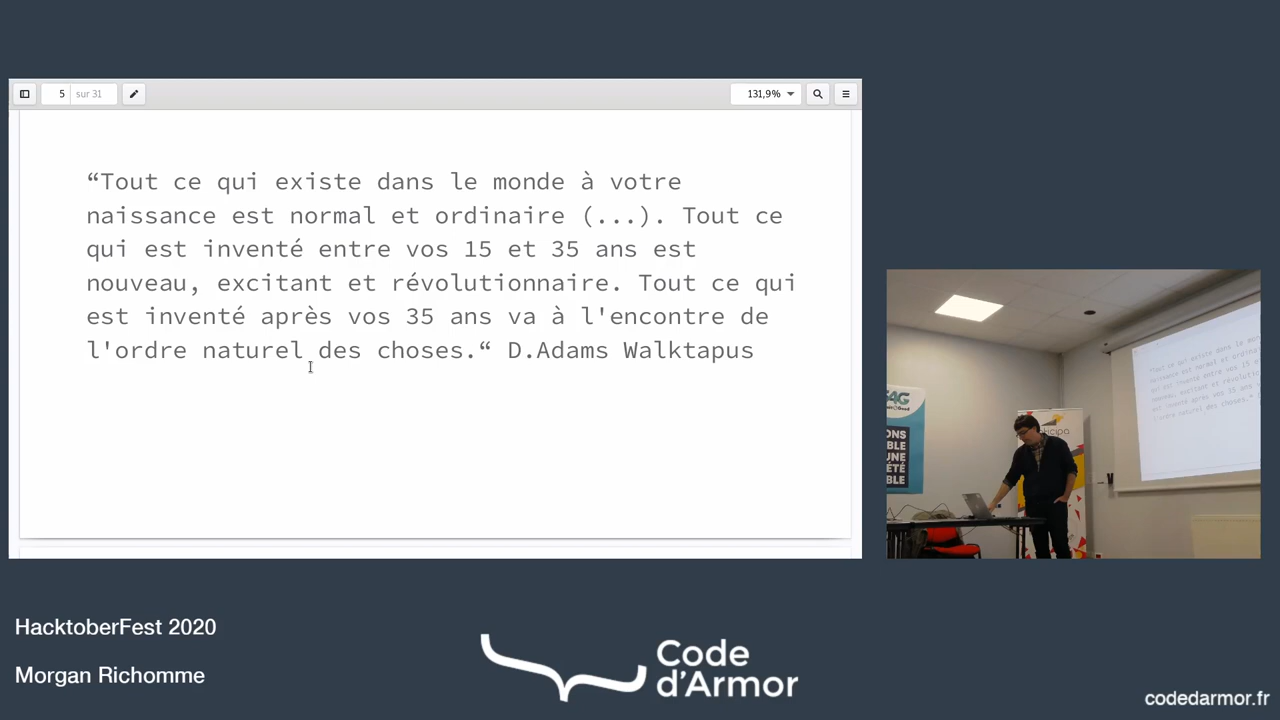 5 sur 31
131,9%
“Tout ce qui existe dans le monde à votre
naissance est normal et ordinaire (...). Tout ce
qui est inventé entre vos 15 et 35 ans est
nouveau, excitant et révolutionnaire. Tout ce qui
est inventé après vos 35 ans va à l'encontre de
l'ordre naturel des choses.“ D.Adams Walktapus
HacktoberFest 2020
Morgan Richomme
Code
d'Armor
codedarmor.fr